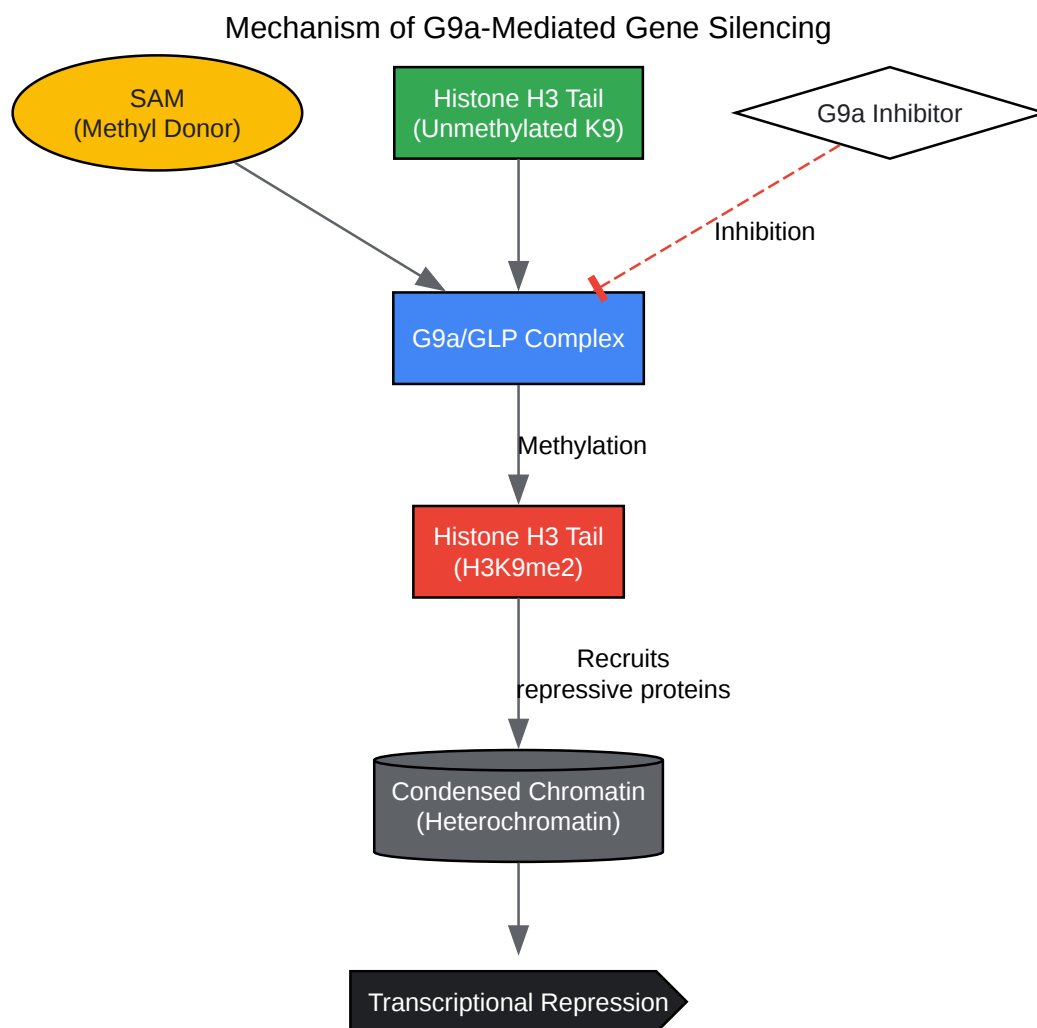 Mechanism of G9a-Mediated Gene Silencing
SAM
(Methyl Donor)
Histone H3 Tail
(Unmethylated K9)
G9a Inhibitor
Inhibition
G9a/GLP Complex
Methylation
Histone H3 Tail
(H3K9me2)
Recruits
repressive proteins
Condensed Chromatin
(Heterochromatin)
Transcriptional Repression